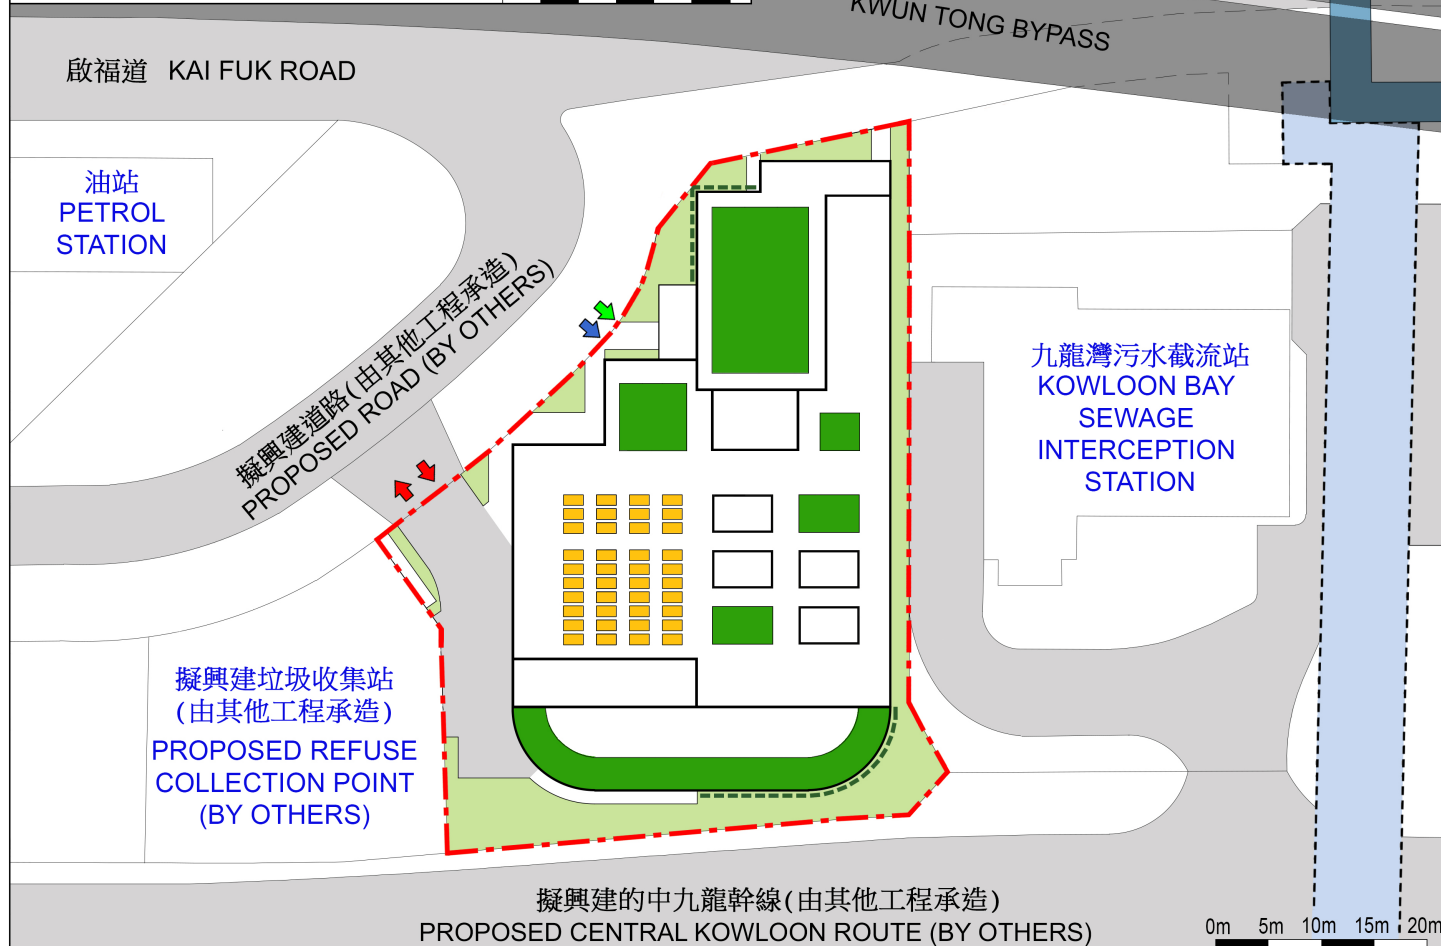 KWUN TONG BYPASS
啟福道 KAI FUK ROAD
油站
PETROL
STATION
擬興建道路(由其他工程承造)
PROPOSED ROAD (BY OTHERS)
九龍灣污水截流站
KOWLOON BAY
SEWAGE
INTERCEPTION
STATION
擬興建垃圾收集站
(由其他工程承造)
PROPOSED REFUSE
COLLECTION POINT
(BY OTHERS)
擬興建的中九龍幹線(由其他工程承造)
PROPOSED CENTRAL KOWLOON ROUTE (BY OTHERS)
0m 5m 10m 15m 20m